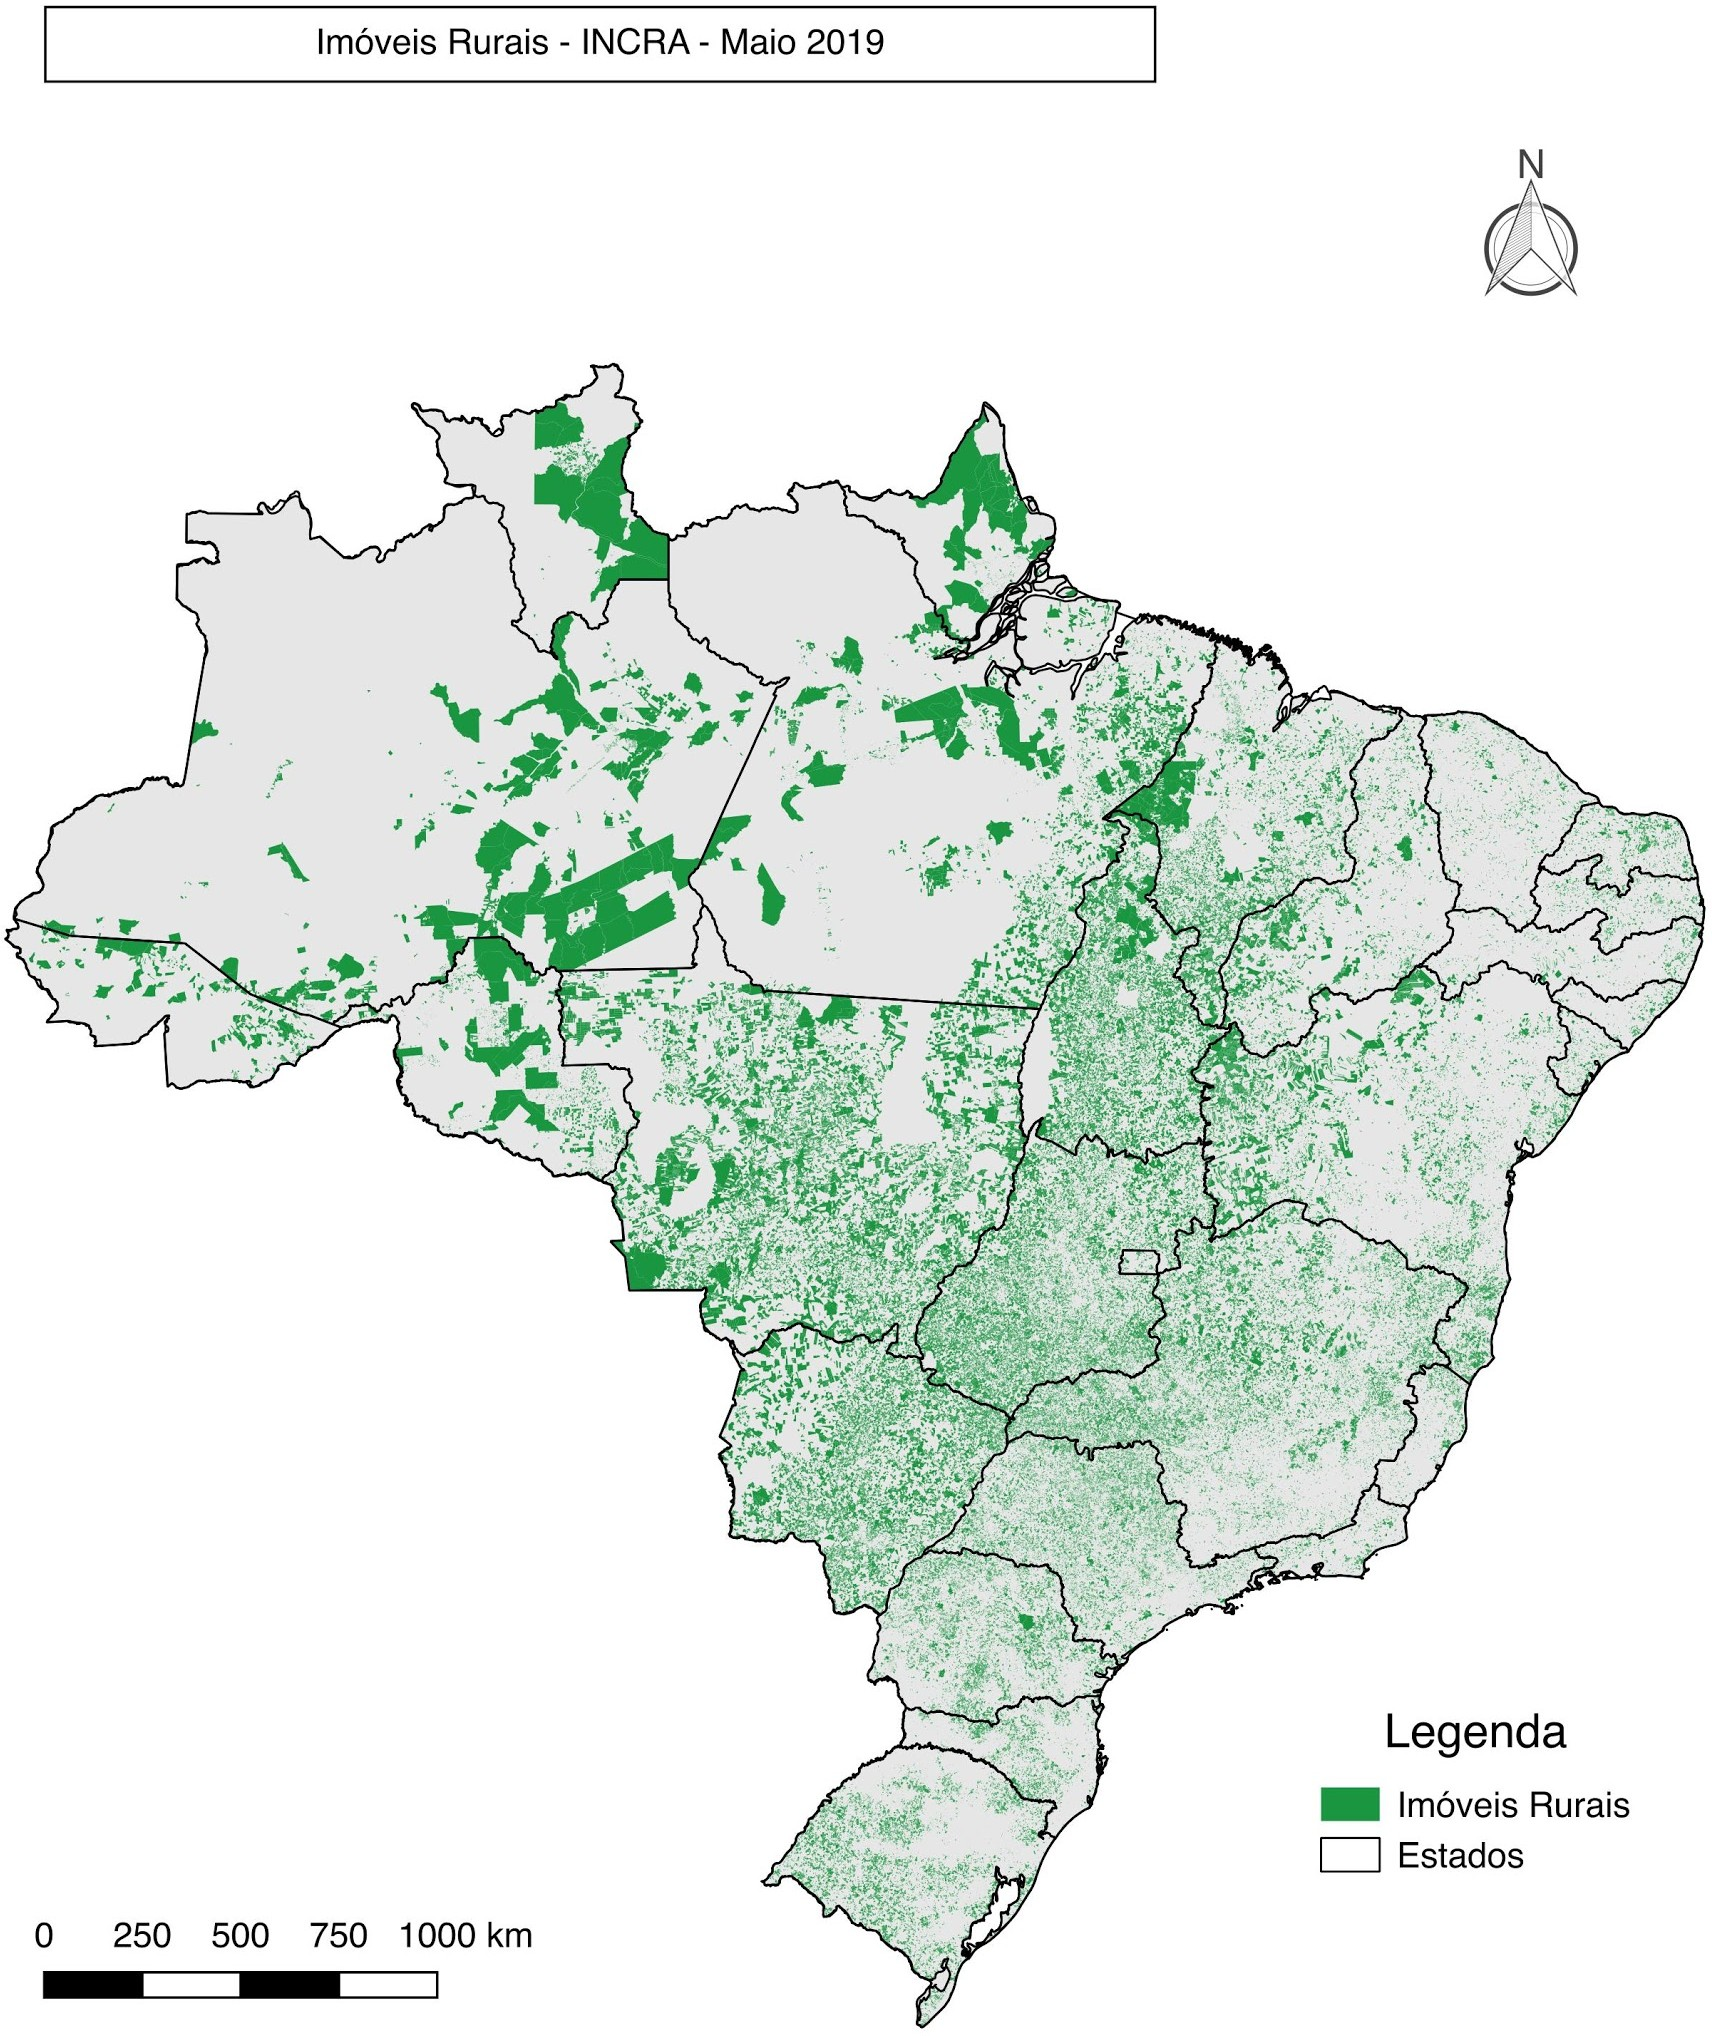 Imóveis Rurais - INCRA - Maio 2019
N
Legenda
Imóveis Rurais
Estados
0 250 500 750 1000 km